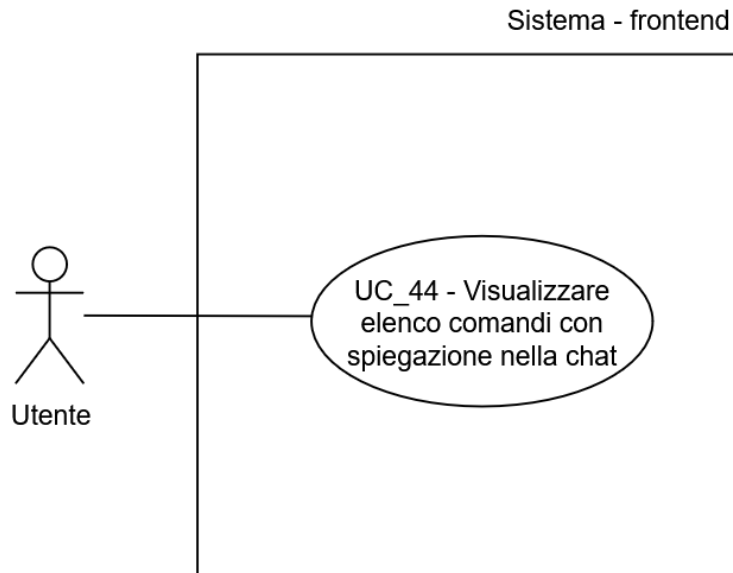 Sistema - frontend
UC_44 - Visualizzare
elenco comandi con
spiegazione nella chat
Utente